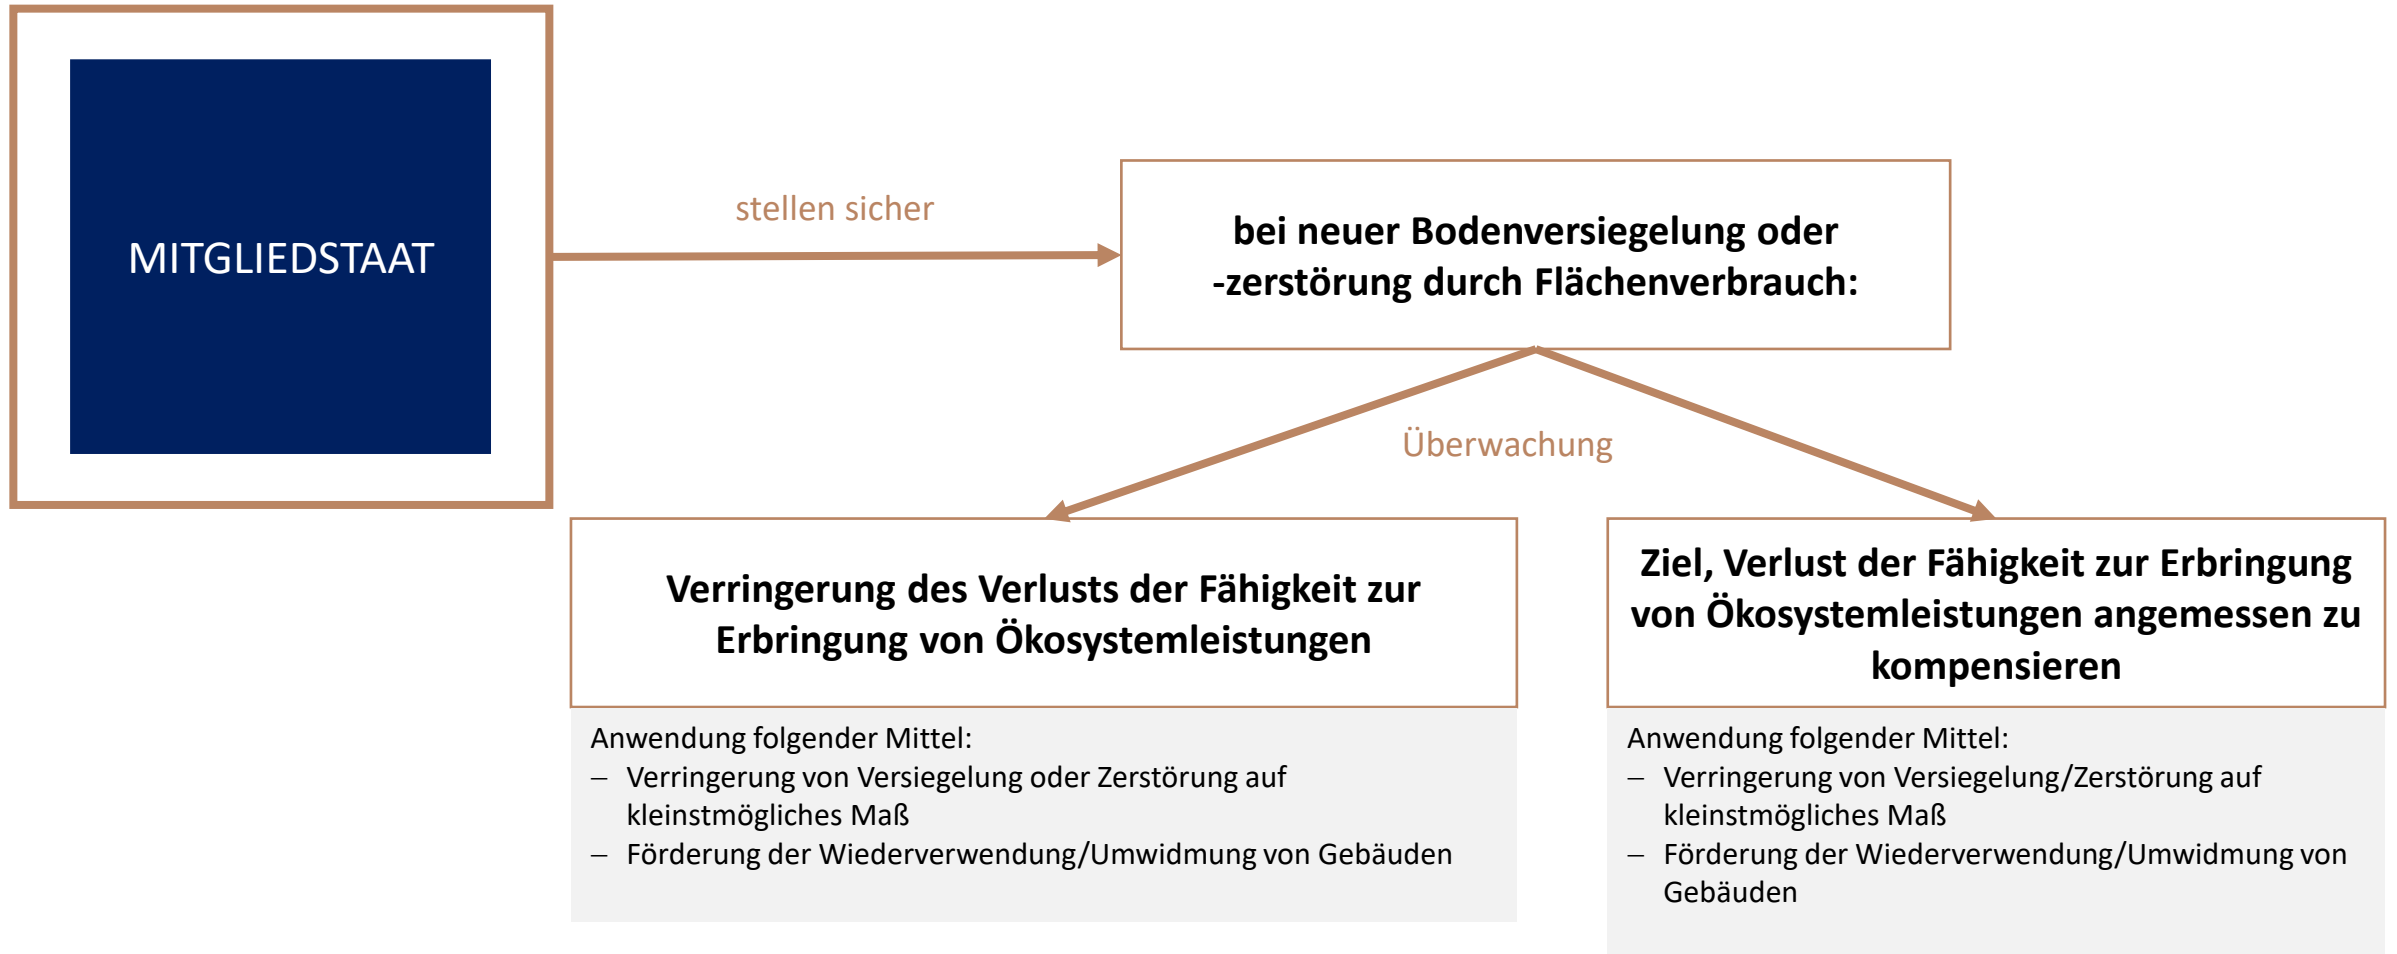 MITGLIEDSTAAT
stellen sicher
bei neuer Bodenversiegelung oder
-zerstörung durch Flächenverbrauch:
Überwachung
Verringerung des Verlusts der Fähigkeit zur
Erbringung von Ökosystemleistungen
Anwendung folgender Mittel:
– Verringerung von Versiegelung oder Zerstörung auf
kleinstmögliches Maß
– Förderung der Wiederverwendung/Umwidmung von Gebäuden
Ziel, Verlust der Fähigkeit zur Erbringung
von Ökosystemleistungen angemessen zu
kompensieren
Anwendung folgender Mittel:
– Verringerung von Versiegelung/Zerstörung auf
kleinstmögliches Maß
– Förderung der Wiederverwendung/Umwidmung von
Gebäuden